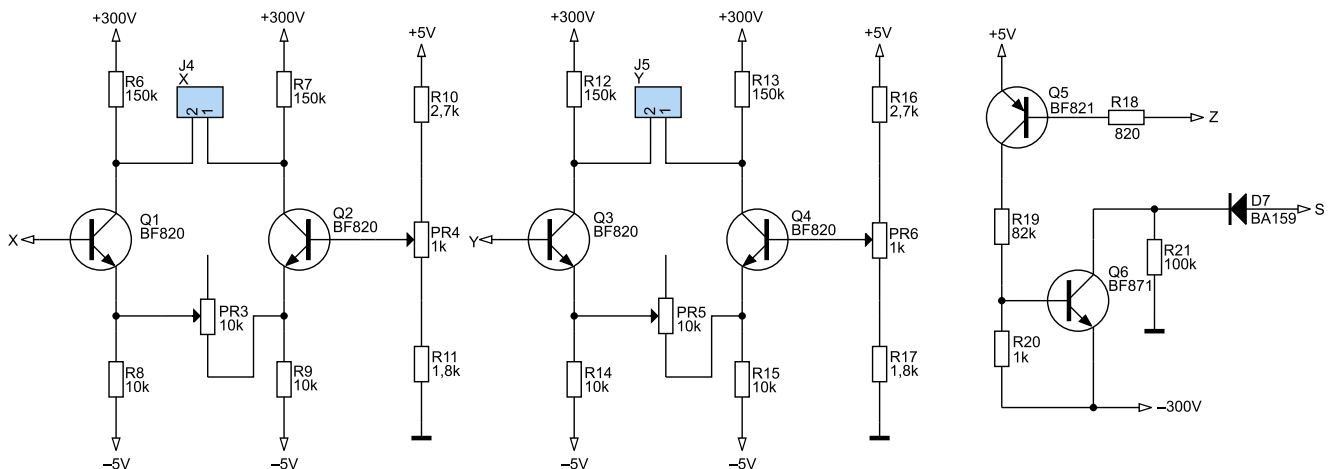 +300V
+300V
+5V
J4
X
2
1
R6
150k
R7
150k
R10
2,7k
Q1
BF820
Q2
BF820
X
PR4
1k
PR3
10k
R11
1,8k
R8
10k
R9
10k
–5V
–5V
+300V
+300V
+5V
J5
Y
2
1
R12
150k
R13
150k
R16
2,7k
Q3
BF820
Q4
BF820
Y
PR6
1k
PR5
10k
R17
1,8k
R14
10k
R15
10k
–5V
–5V
+5V
Q5
BF821
R18
820
Z
R19
82k
D7
BA159
S
R21
100k
Q6
BF871
R20
1k
–300V